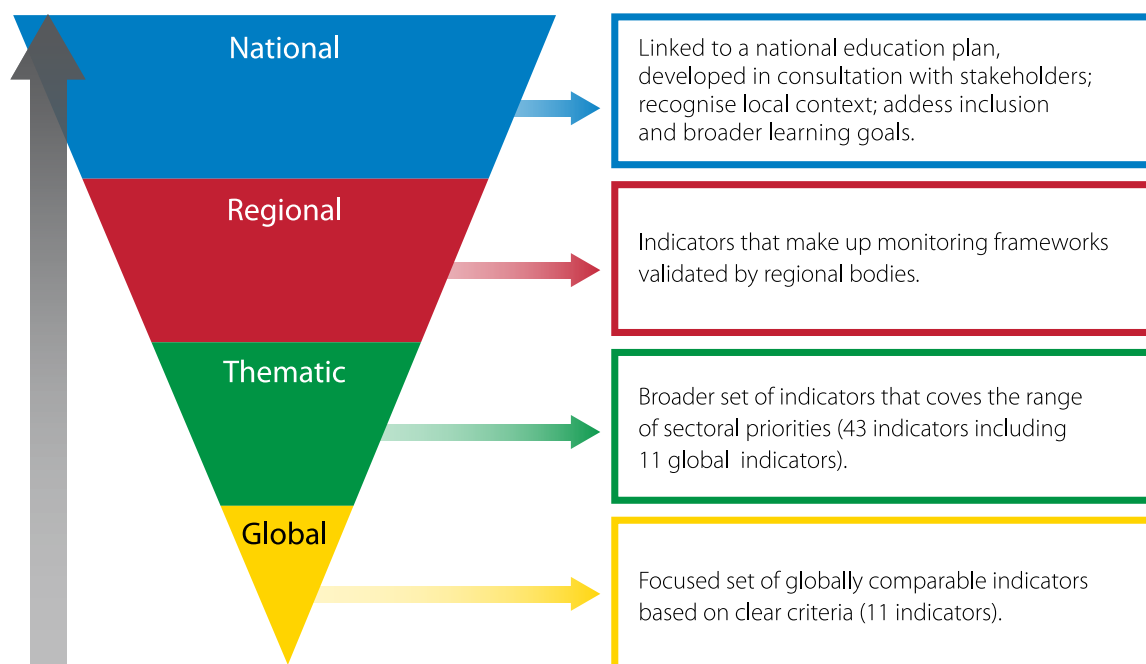 National
Linked to a national education plan,
developed in consultation with stakeholders;
recognise local context; addess inclusion
and broader learning goals.
Regional
Indicators that make up monitoring frameworks
validated by regional bodies.
Thematic
Broader set of indicators that coves the range
of sectoral priorities (43 indicators including
11 global indicators).
Global
Focused set of globally comparable indicators
based on clear criteria (11 indicators).